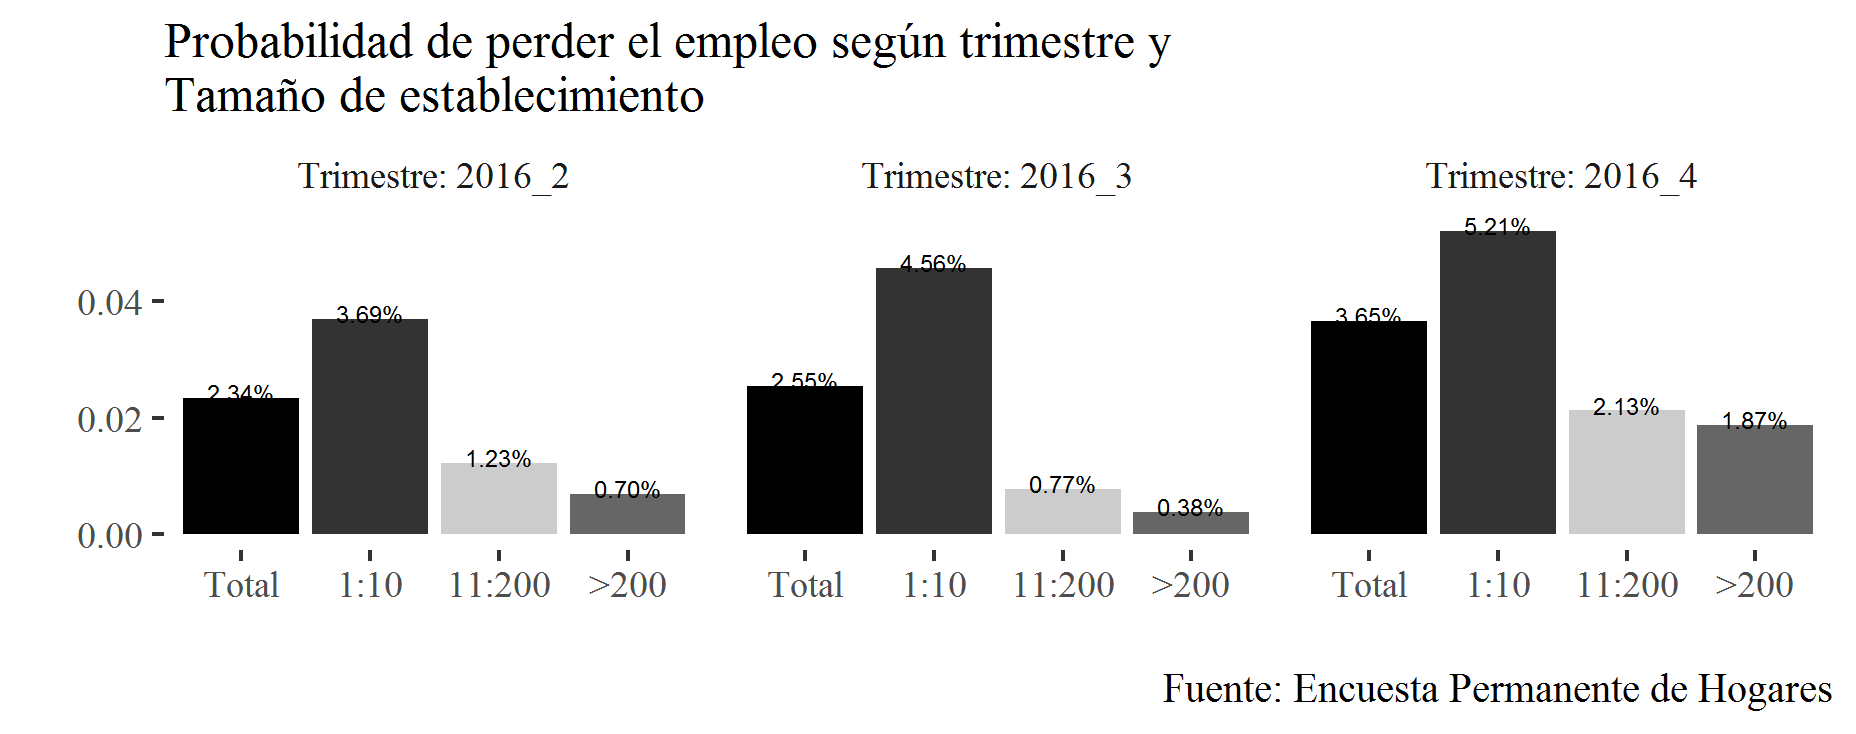 Probabilidad de perder el empleo según trimestre y
Tamaño de establecimiento
Trimestre: 2016_2
Trimestre: 2016_3
Trimestre: 2016_4
0.04
0.02
0.00
2.34%
3.69%
1.23%
0.70%
2.55%
4.56%
0.77%
0.38%
3.65%
5.21%
2.13%
1.87%
Total 1:10 11:200 >200
Total 1:10 11:200 >200
Total 1:10 11:200 >200
Fuente: Encuesta Permanente de Hogares